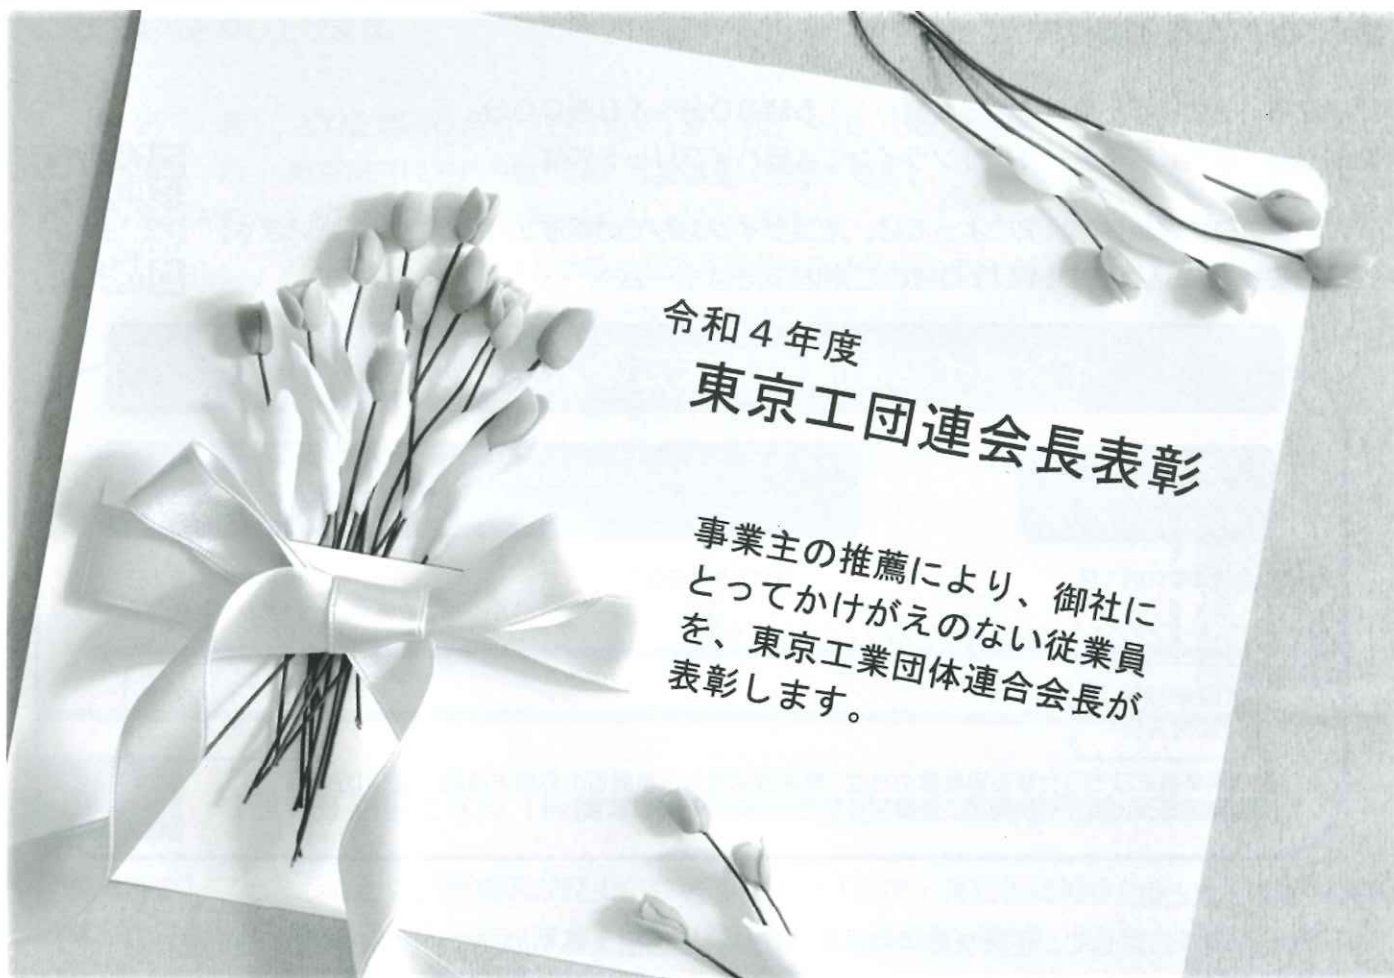 令和４年度
東京工団連会長表彰
事業主の推薦により、御社に
とってかけがえのない従業員
を、東京工業団体連合会長が
表彰します。